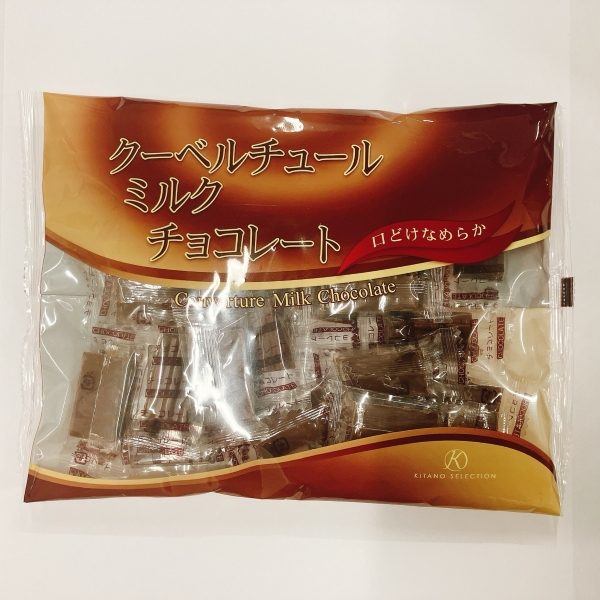 クーベルチュール
ミルク
チョコレート
口どけなめらか
Couverture Milk Chocolate
KITANO SELECTION